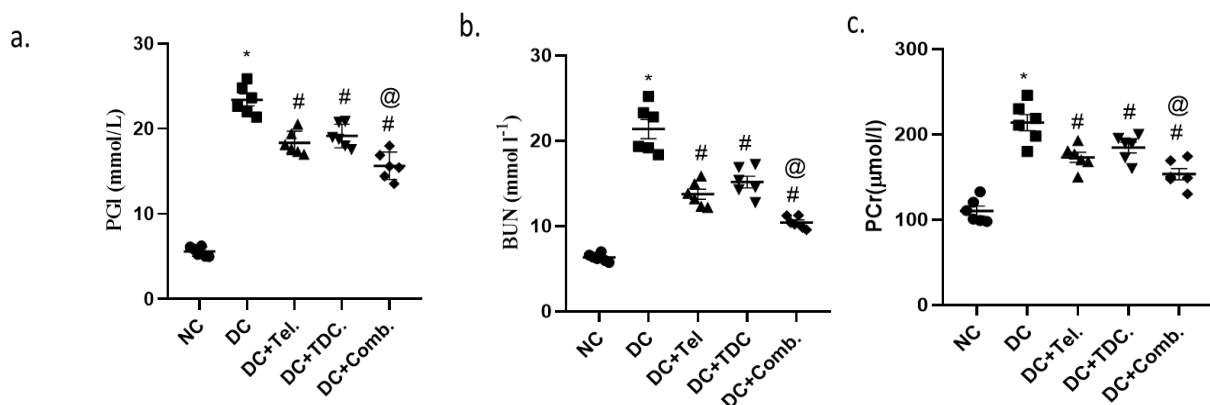 a.
PGl (mmol/L)
30
20
10
0
*
#
#
@
#
NC
DC
DC+Tel.
DC+TDC.
DC+Comb.
b.
BUN (mmol l-1)
30
20
10
0
*
#
#
@
#
NC
DC
DC+Tel
DC+TDC
DC+Comb.
c.
PCr(μmol/l)
300
200
100
0
*
#
#
@
#
NC
DC
DC+Tel.
DC+TDC.
DC+Comb.